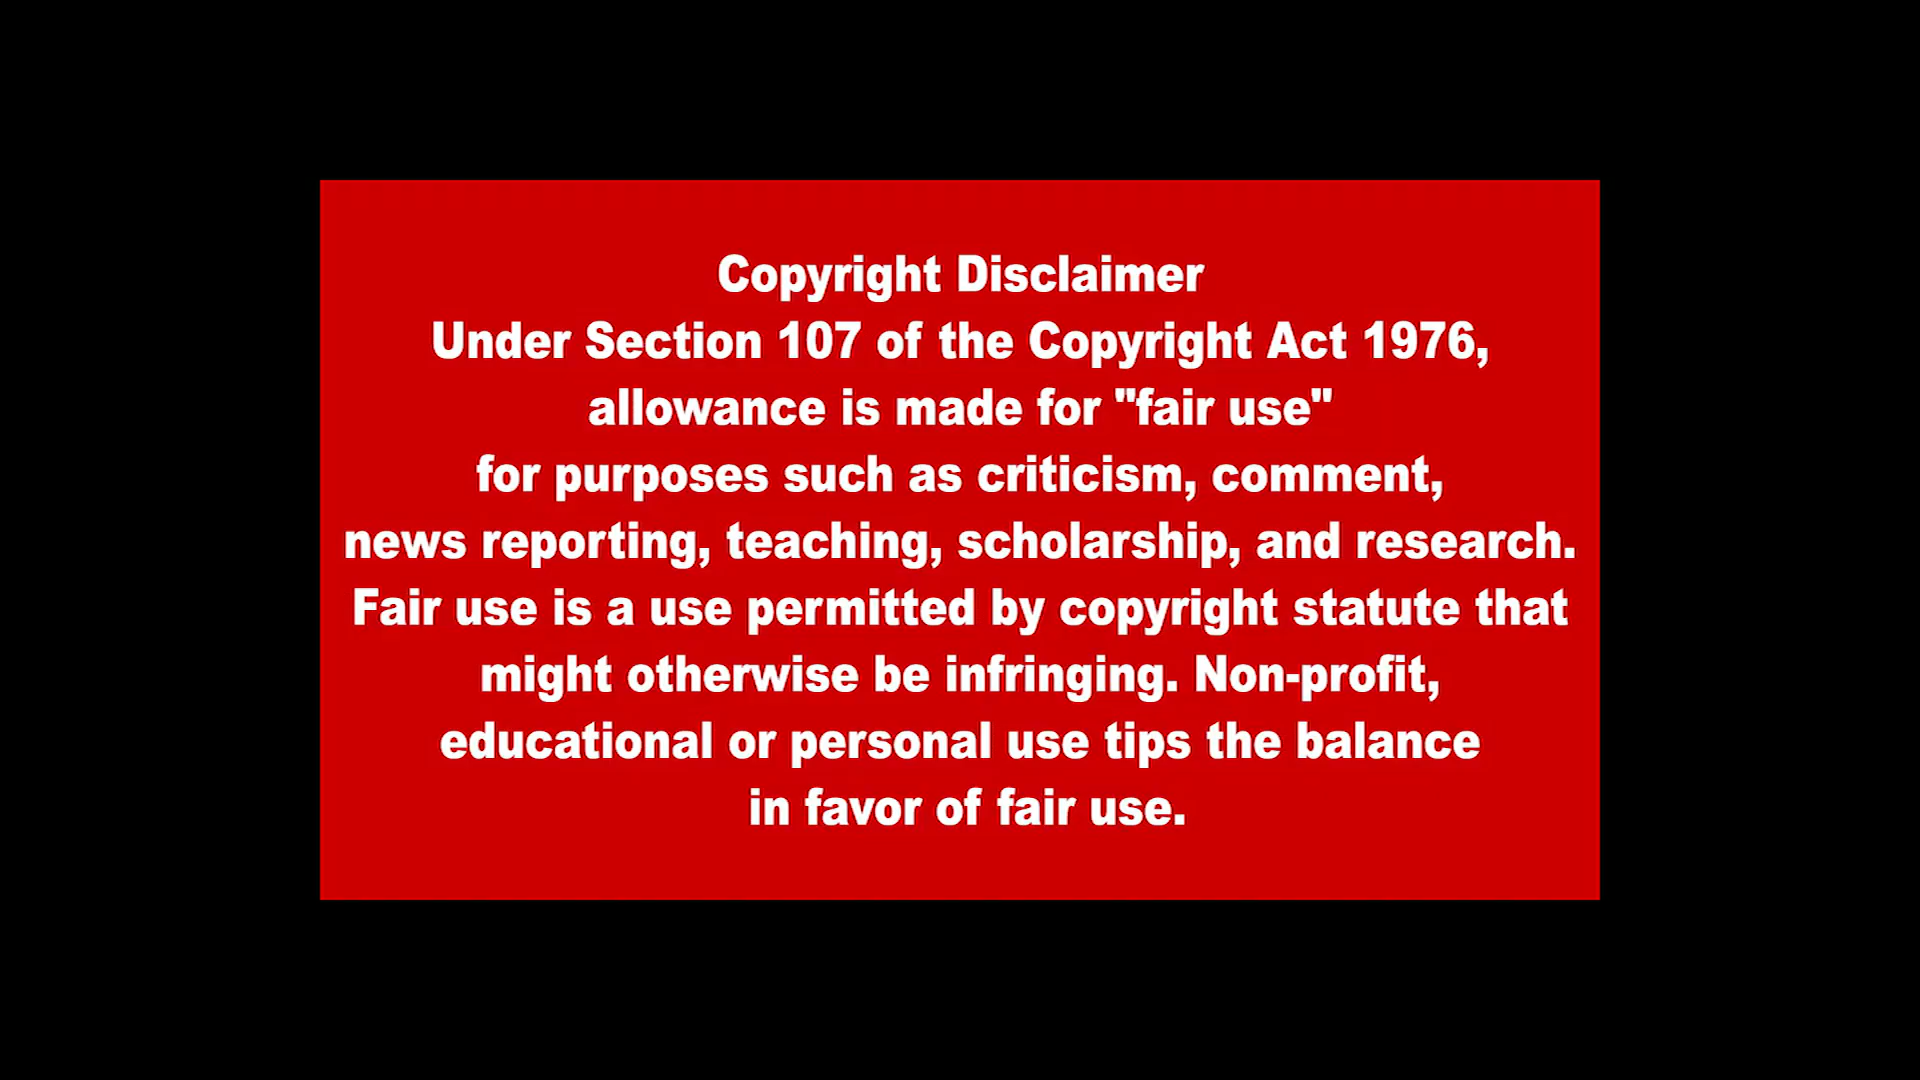 Copyright Disclaimer
Under Section 107 of the Copyright Act 1976,
allowance is made for "fair use"
for purposes such as criticism, comment,
news reporting, teaching, scholarship, and research.
Fair use is a use permitted by copyright statute that
might otherwise be infringing. Non-profit,
educational or personal use tips the balance
in favor of fair use.